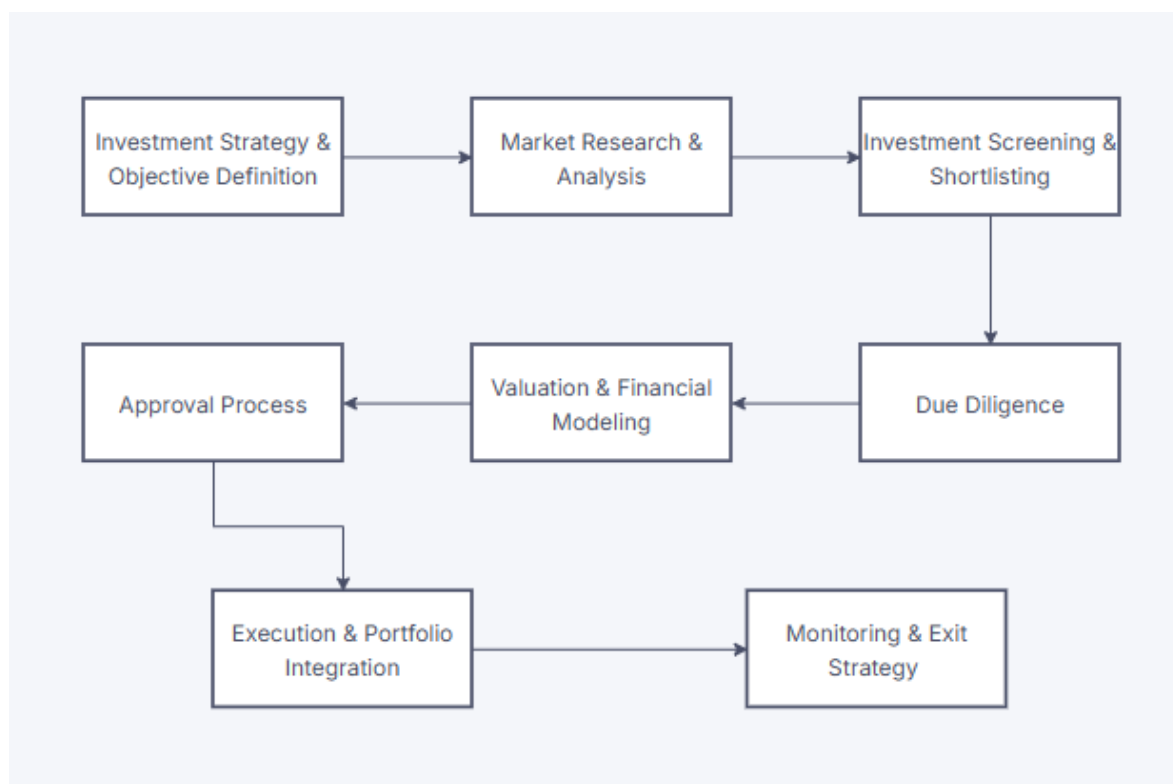 Investment Strategy &
Objective Definition
Market Research &
Analysis
Investment Screening &
Shortlisting
Due Diligence
Valuation & Financial
Modeling
Approval Process
Execution & Portfolio
Integration
Monitoring & Exit
Strategy